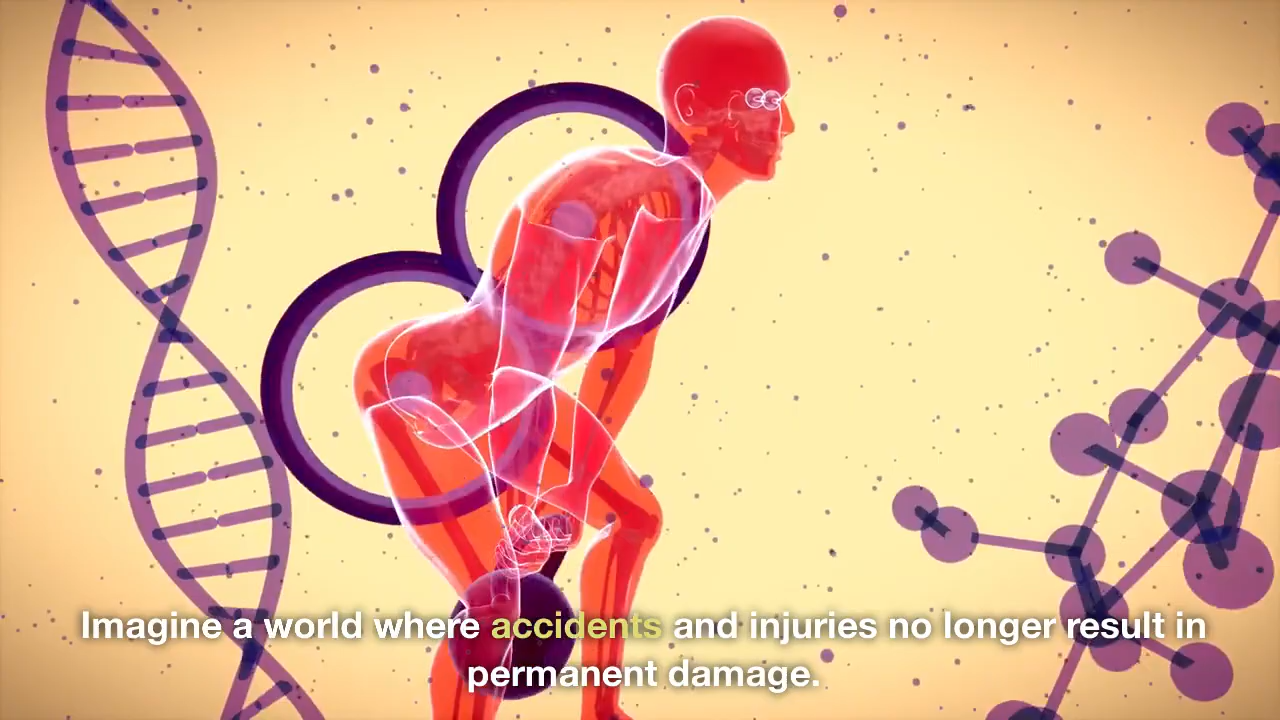 Imagine a world where accidents and injuries no longer result in
permanent damage.